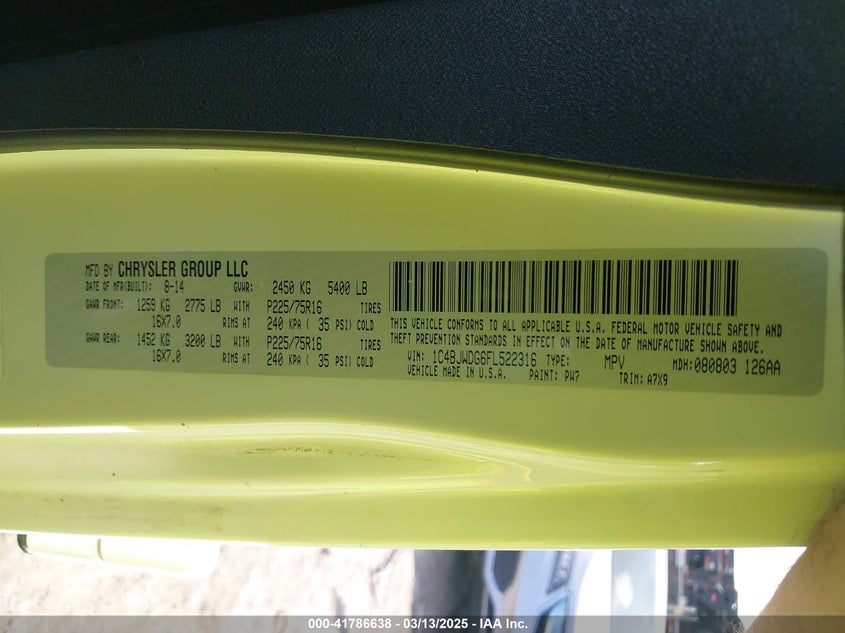 MFD BY CHRYSLER GROUP LLC
DATE OF MFR(BUILT): 8-14 GVWR: 2450 KG 5400 LB
GAWR FRONT: 1259 KG 2775 LB WITH P225/75R16 TIRES
16X7.0 RIMS AT 240 KPA ( 35 PSI) COLD
GAWR REAR: 1452 KG 3200 LB WITH P225/75R16 TIRES
16X7.0 RIMS AT 240 KPA ( 35 PSI) COLD
THIS VEHICLE CONFORMS TO ALL APPLICABLE U.S.A. FEDERAL MOTOR VEHICLE SAFETY AND
THEFT PREVENTION STANDARDS IN EFFECT ON THE DATE OF MANUFACTURE SHOWN ABOVE.
VIN: 1C4BJWDG6FL522316 TYPE: MPV MDH:080803 126AA
VEHICLE MADE IN U.S.A. PAINT: PW7 TRIM: A7X9
000-41786638 - 03/13/2025 - IAA Inc.